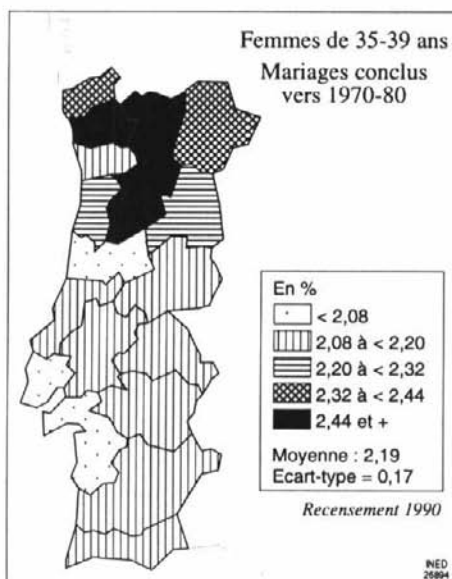 Femmes de 35-39 ans
Mariages conclus
vers 1970-80
En %
< 2,08
2,08 à < 2,20
2,20 à < 2,32
2,32 à < 2,44
2,44 et +
Moyenne : 2,19
Ecart-type = 0,17
Recensement 1990
INED
26894